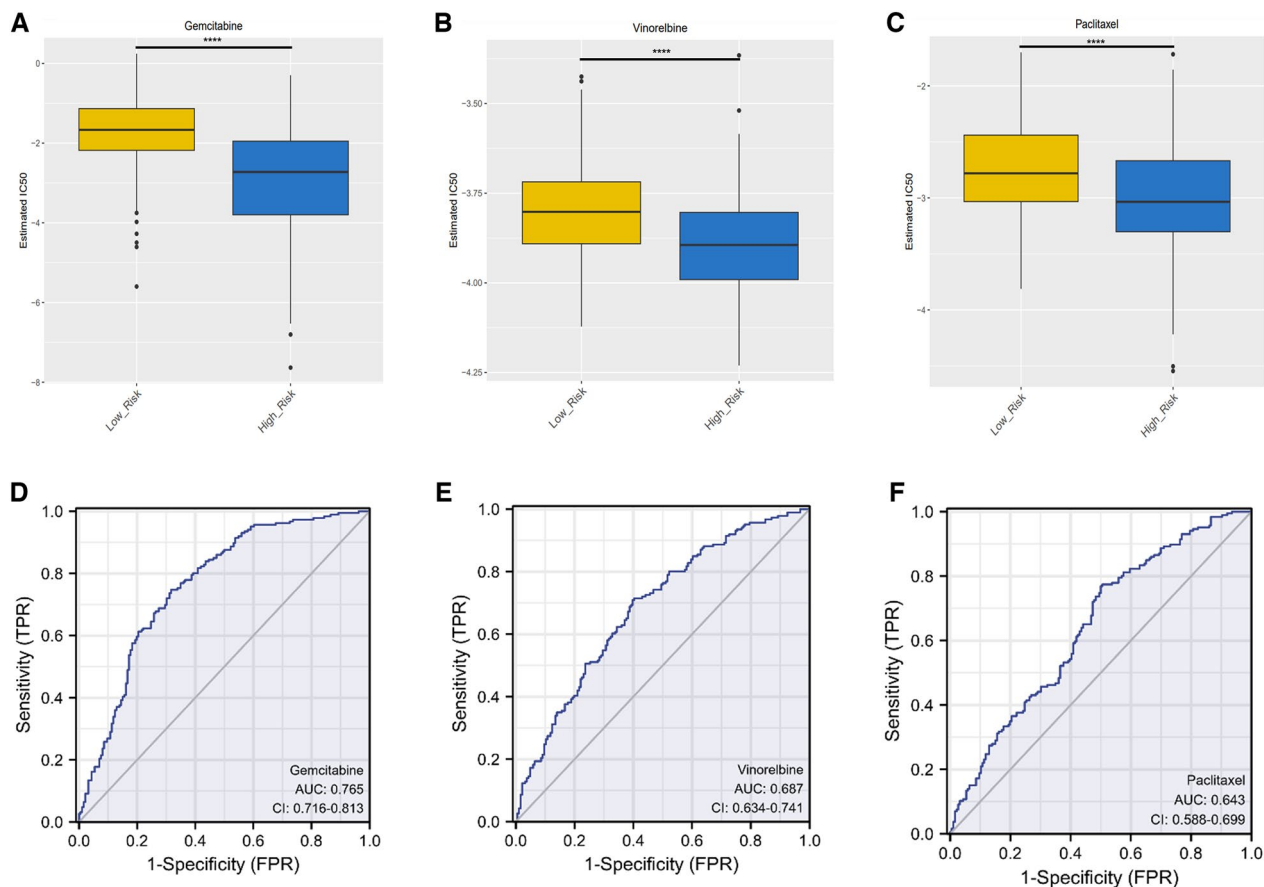 A
Gemcitabine
****
Estimated IC50
0
−2
−4
−6
−8
Low_Risk
High_Risk
B
Vinorelbine
****
Estimated IC50
−3.50
−3.75
−4.00
−4.25
Low_Risk
High_Risk
C
Paclitaxel
****
Estimated IC50
−2
−3
−4
Low_Risk
High_Risk
D
Sensitivity (TPR)
1.0
0.8
0.6
0.4
0.2
0.0
Gemcitabine
AUC: 0.765
CI: 0.716-0.813
0.0 0.2 0.4 0.6 0.8 1.0
1-Specificity (FPR)
E
Sensitivity (TPR)
1.0
0.8
0.6
0.4
0.2
0.0
Vinorelbine
AUC: 0.687
CI: 0.634-0.741
0.0 0.2 0.4 0.6 0.8 1.0
1-Specificity (FPR)
F
Sensitivity (TPR)
1.0
0.8
0.6
0.4
0.2
0.0
Paclitaxel
AUC: 0.643
CI: 0.588-0.699
0.0 0.2 0.4 0.6 0.8 1.0
1-Specificity (FPR)